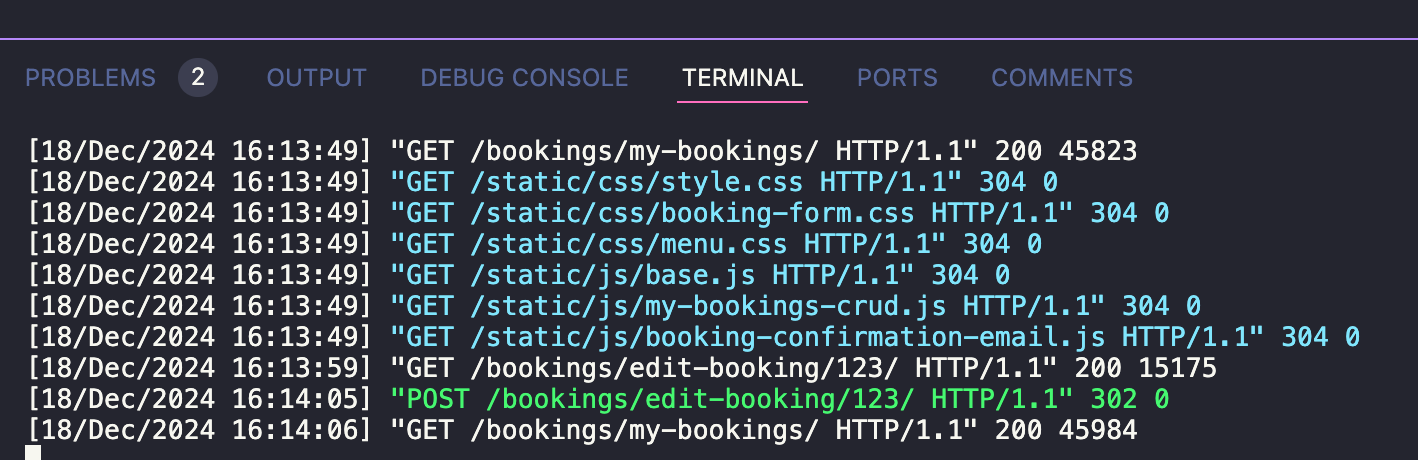 PROBLEMS 2 OUTPUT DEBUG CONSOLE TERMINAL PORTS COMMENTS
[18/Dec/2024 16:13:49] "GET /bookings/my-bookings/ HTTP/1.1" 200 45823
[18/Dec/2024 16:13:49] "GET /static/css/style.css HTTP/1.1" 304 0
[18/Dec/2024 16:13:49] "GET /static/css/booking-form.css HTTP/1.1" 304 0
[18/Dec/2024 16:13:49] "GET /static/css/menu.css HTTP/1.1" 304 0
[18/Dec/2024 16:13:49] "GET /static/js/base.js HTTP/1.1" 304 0
[18/Dec/2024 16:13:49] "GET /static/js/my-bookings-crud.js HTTP/1.1" 304 0
[18/Dec/2024 16:13:49] "GET /static/js/booking-confirmation-email.js HTTP/1.1" 304 0
[18/Dec/2024 16:13:59] "GET /bookings/edit-booking/123/ HTTP/1.1" 200 15175
[18/Dec/2024 16:14:05] "POST /bookings/edit-booking/123/ HTTP/1.1" 302 0
[18/Dec/2024 16:14:06] "GET /bookings/my-bookings/ HTTP/1.1" 200 45984